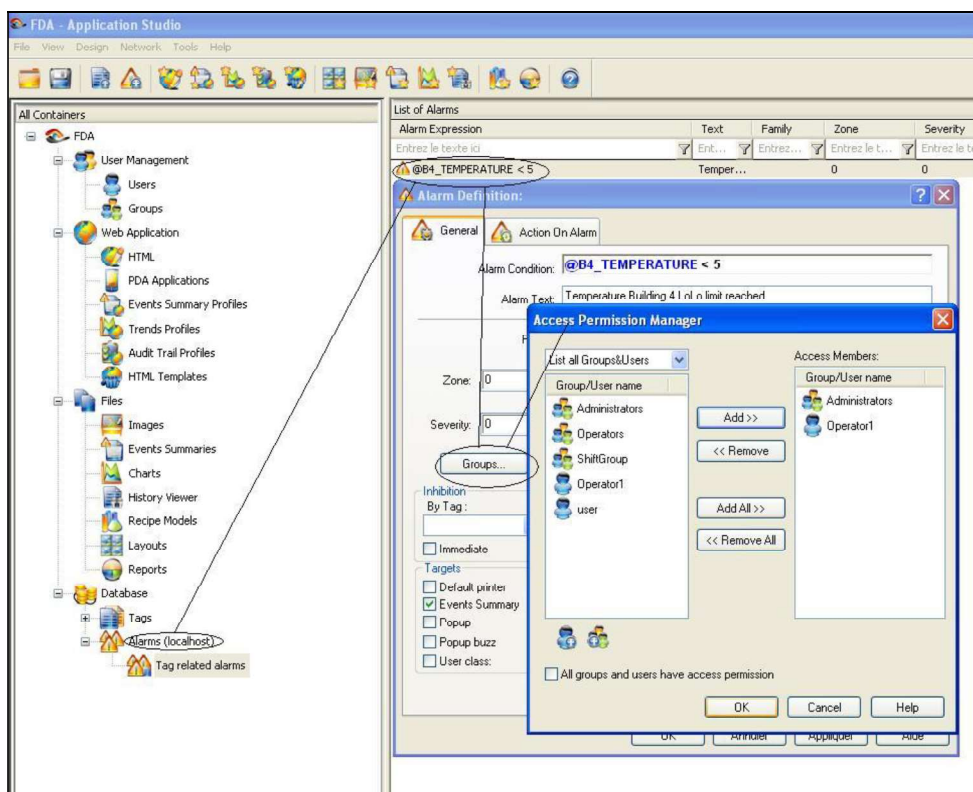 FDA - Application Studio
File View Design Network Tools Help
All Containers
FDA
User Management
Users
Groups
Web Application
HTML
PDA Applications
Events Summary Profiles
Trends Profiles
Audit Trail Profiles
HTML Templates
Files
Images
Events Summaries
Charts
History Viewer
Recipe Models
Layouts
Reports
Database
Tags
Alarms (localhost)
Tag related alarms
List of Alarms
Alarm Expression Text Family Zone Severity
Entrez le texte ici Ent... Entrez... Entrez le t... Entrez le t
@B4_TEMPERATURE < 5 Temper... 0 0
Alarm Definition:
General Action On Alarm
Alarm Condition: @B4_TEMPERATURE < 5
Alarm Text: Temperature Building 4 LoLo limit reached
H
Zone: 0
Severity: 0
Groups...
Inhibition
By Tag :
Immediate
Targets
Default printer
Events Summary
Popup
Popup buzz
User class:
OK Annuler Appliquer Aide
Access Permission Manager
List all Groups&Users
Group/User name
Administrators
Operators
ShiftGroup
Operator1
user
Add >>
<< Remove
Add All >>
<< Remove All
Access Members:
Group/User name
Administrators
Operator1
All groups and users have access permission
OK Cancel Help